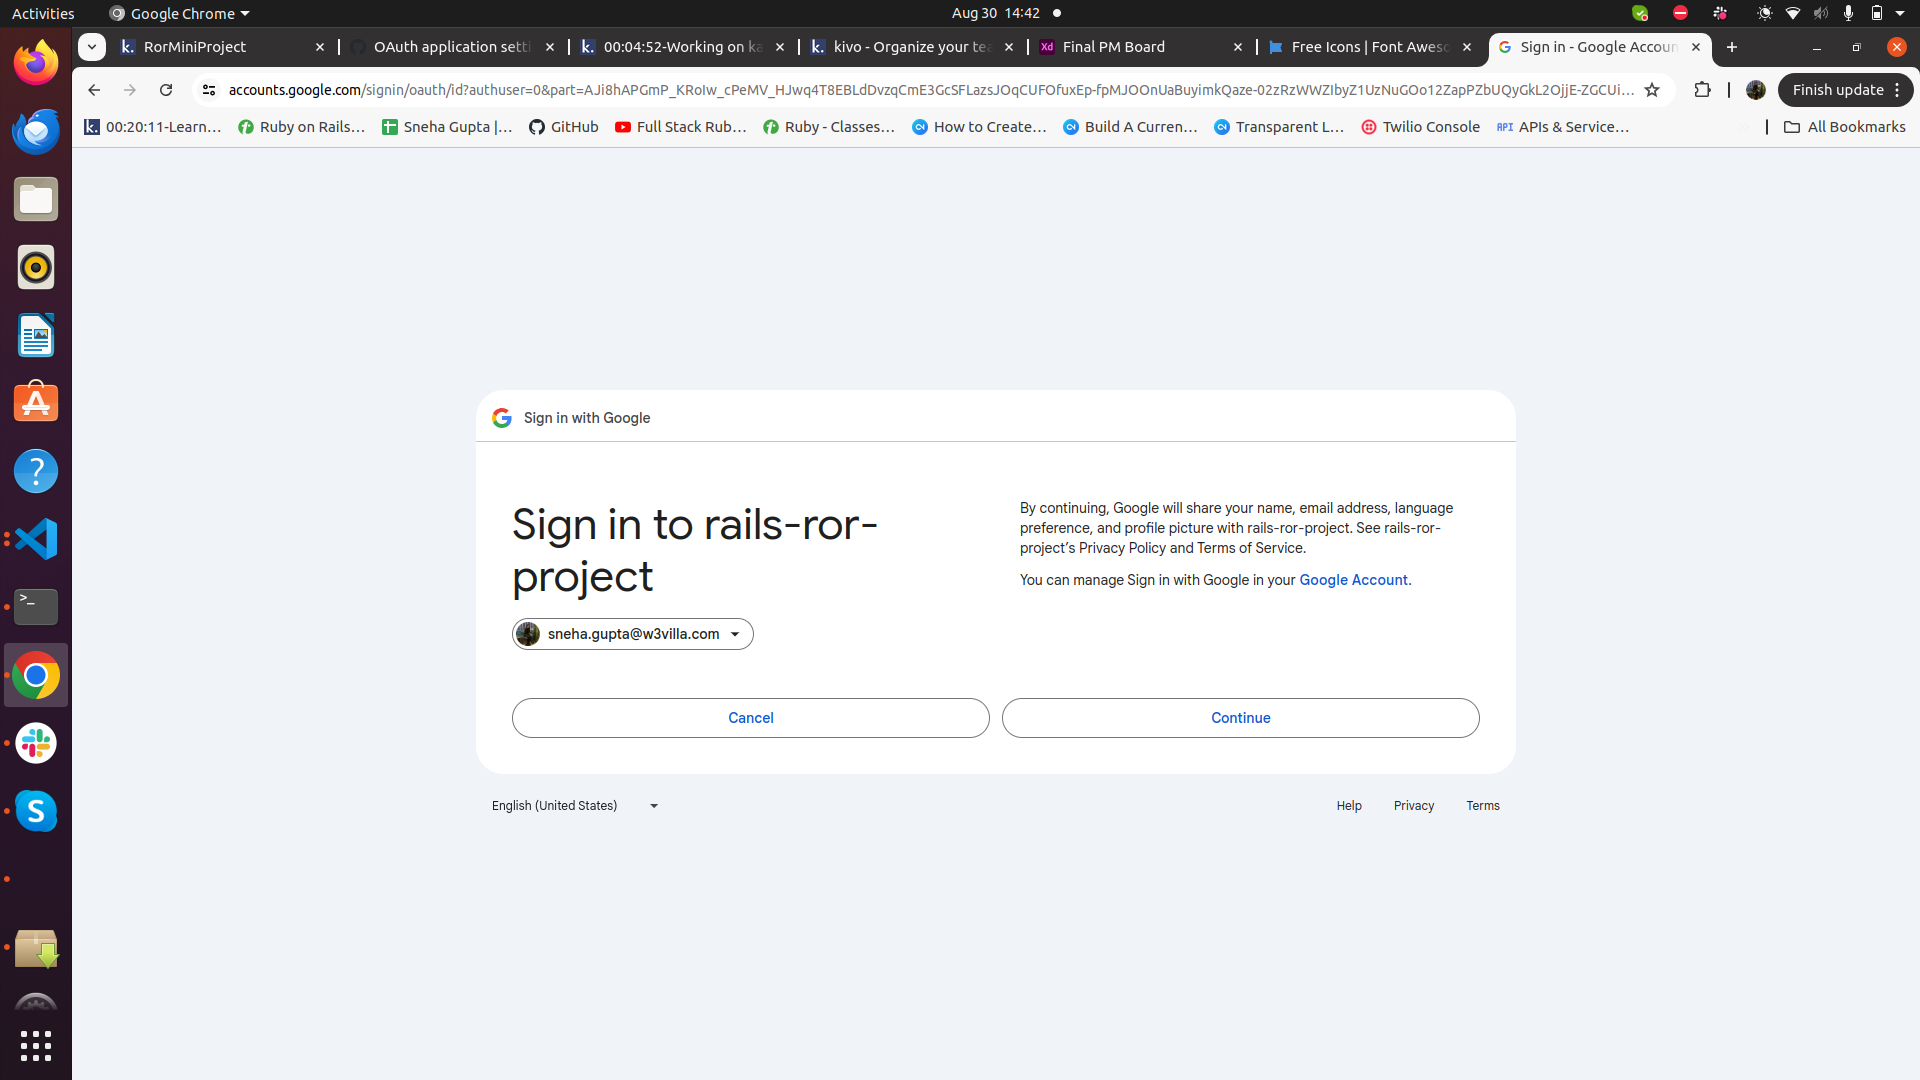 Activities
Google Chrome
Aug 30 14:42
RorMiniProject
OAuth application setti
00:04:52-Working on ka
kivo - Organize your tea
Final PM Board
Free Icons | Font Aweso
Sign in - Google Accoun
accounts.google.com/signin/oauth/id?authuser=0&part=AJi8hAPGmP_KRoIw_cPeMV_HJwq4T8EBLdDvzqCmE3GcSFLazsJOqCUFOfuxEp-fpMJOOnUaBuyimkQaze-02zRzWWZIbyZ1UzNuGOo12ZapPZbUQyGkL2OjjE-ZGCUi...
Finish update
00:20:11-Learn...
Ruby on Rails...
Sneha Gupta |...
GitHub
Full Stack Rub...
Ruby - Classes...
How to Create...
Build A Curren...
Transparent L...
Twilio Console
API APIs & Service...
All Bookmarks
Sign in with Google
Sign in to rails-ror-
project
sneha.gupta@w3villa.com
By continuing, Google will share your name, email address, language
preference, and profile picture with rails-ror-project. See rails-ror-
project’s Privacy Policy and Terms of Service.
You can manage Sign in with Google in your Google Account.
Cancel
Continue
English (United States)
Help
Privacy
Terms